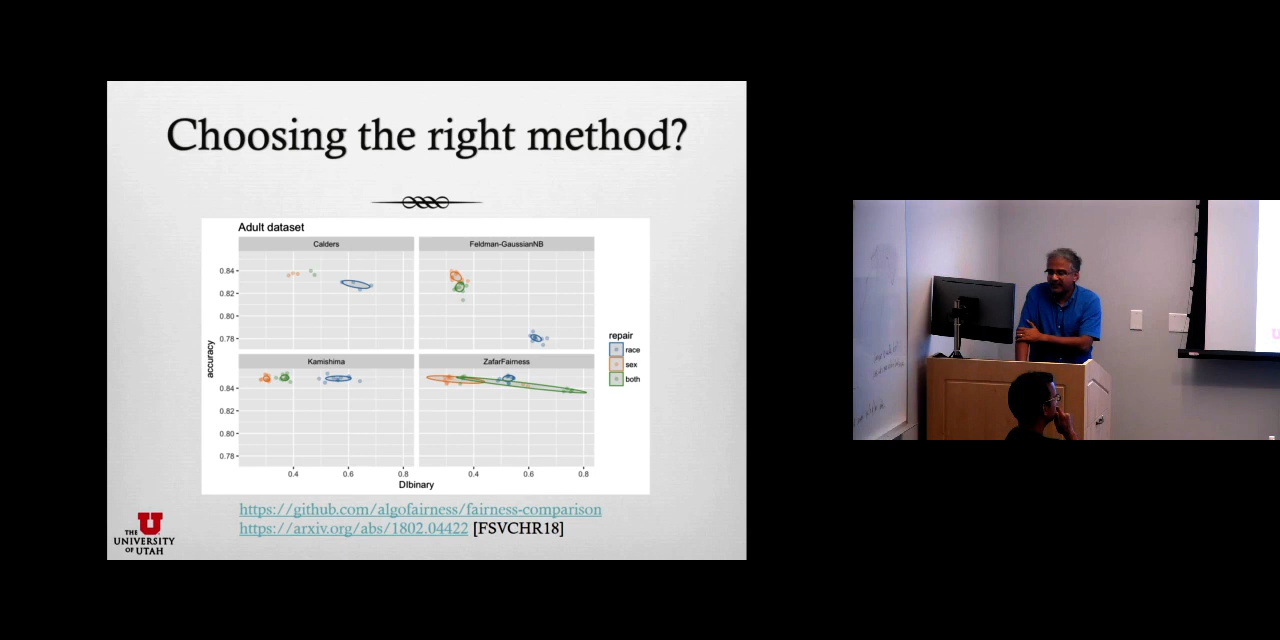 Choosing the right method?
Adult dataset
Calders
Feldman-GaussianNB
0.84
0.82
0.80
0.78
Kamishima
ZafarFairness
0.84
0.82
0.80
0.78
0.4
0.6
0.8
0.4
0.6
0.8
accuracy
DIbinary
repair
race
sex
both
https://github.com/algofairness/fairness-comparison
https://arxiv.org/abs/1802.04422 [FSVCHR18]
THE
UNIVERSITY
OF UTAH